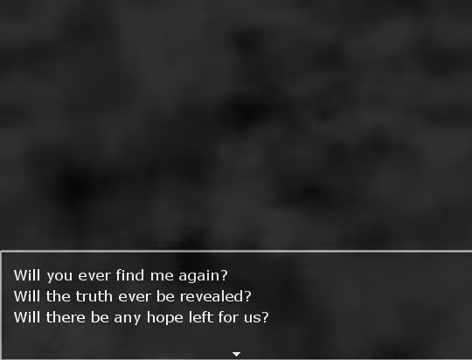 Will you ever find me again?
Will the truth ever be revealed?
Will there be any hope left for us?